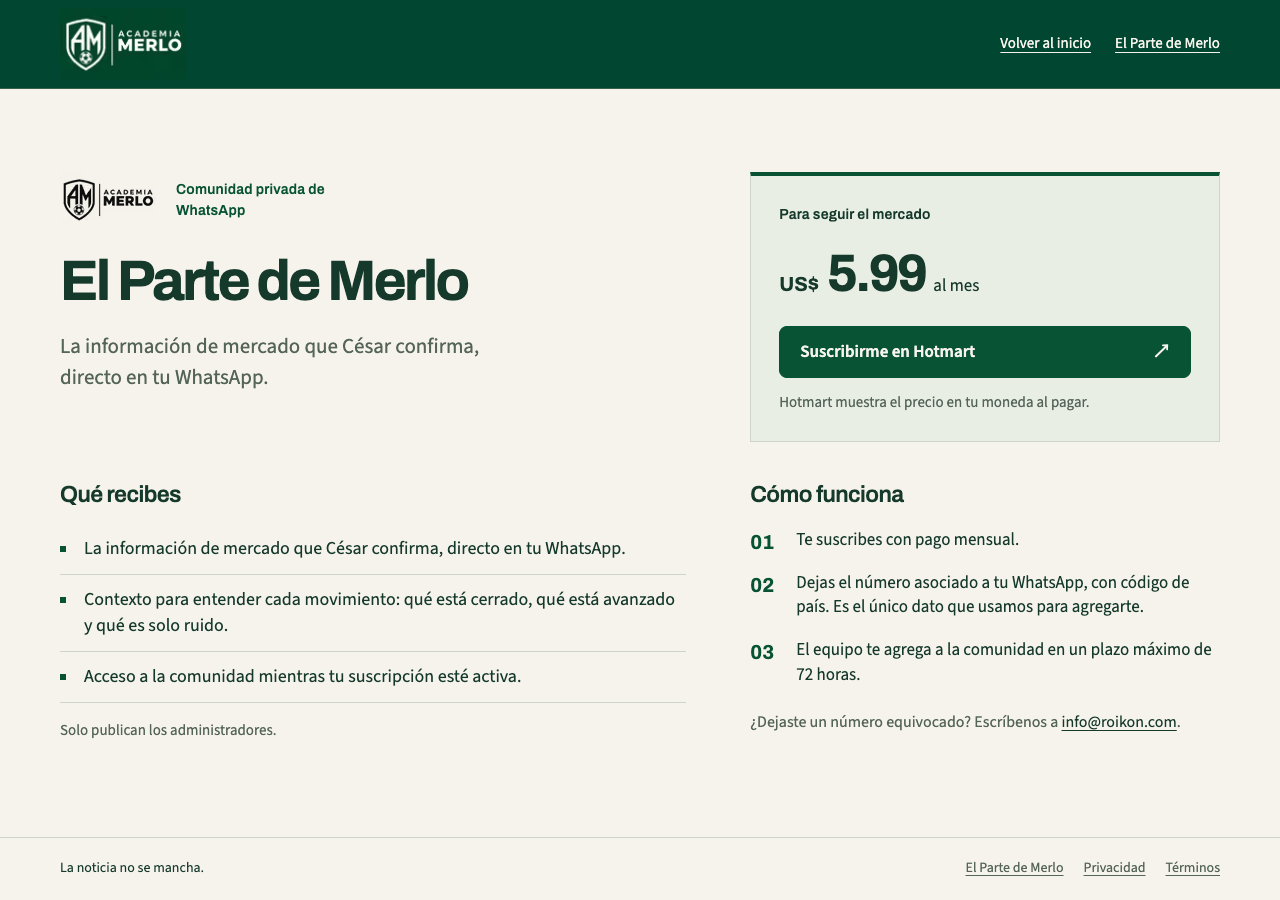 ACADEMIA
MERLO
Volver al inicio
El Parte de Merlo
ACADEMIA
MERLO
Comunidad privada de
WhatsApp
El Parte de Merlo
La información de mercado que César confirma,
directo en tu WhatsApp.
Para seguir el mercado
US$ 5.99 al mes
Suscribirme en Hotmart ↗
Hotmart muestra el precio en tu moneda al pagar.
Qué recibes
La información de mercado que César confirma, directo en tu WhatsApp.
Contexto para entender cada movimiento: qué está cerrado, qué está avanzado
y qué es solo ruido.
Acceso a la comunidad mientras tu suscripción esté activa.
Solo publican los administradores.
Cómo funciona
01 Te suscribes con pago mensual.
02 Dejas el número asociado a tu WhatsApp, con código de
país. Es el único dato que usamos para agregarte.
03 El equipo te agrega a la comunidad en un plazo máximo de
72 horas.
¿Dejaste un número equivocado? Escríbenos a info@roikon.com.
La noticia no se mancha.
El Parte de Merlo
Privacidad
Términos